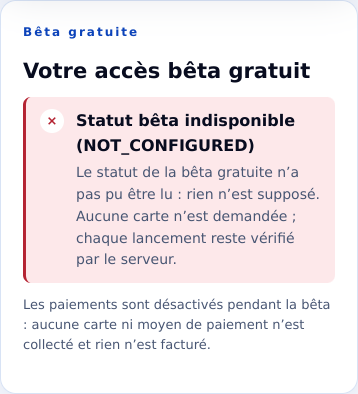 Bêta gratuite
Votre accès bêta gratuit
×
Statut bêta indisponible
(NOT_CONFIGURED)
Le statut de la bêta gratuite n’a
pas pu être lu : rien n’est supposé.
Aucune carte n’est demandée ;
chaque lancement reste vérifié
par le serveur.
Les paiements sont désactivés pendant la bêta
: aucune carte ni moyen de paiement n’est
collecté et rien n’est facturé.